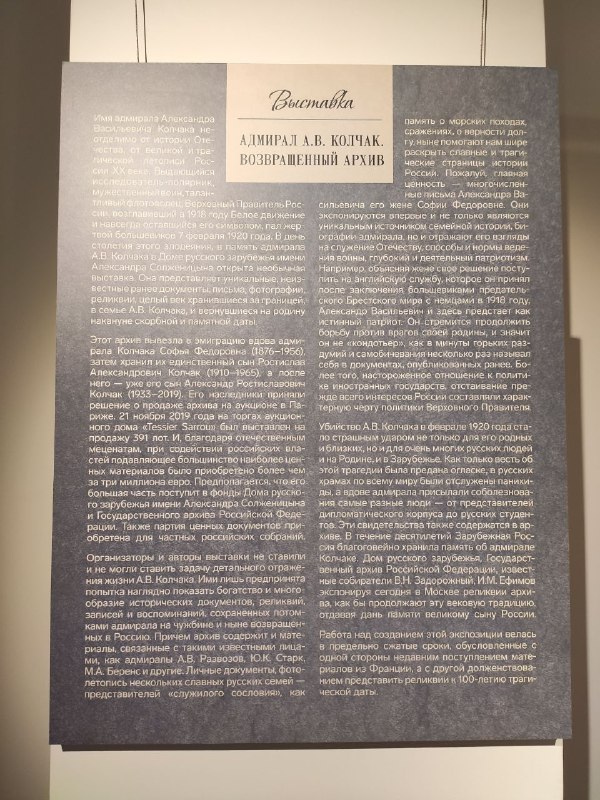 Выставка
АДМИРАЛ А.В. КОЛЧАК.
ВОЗВРАЩЕННЫЙ АРХИВ
Имя адмирала Александра
Васильевича Колчака не-
отделимо от истории Оте-
чества, от великой и тра-
гической летописи Рос-
сии XX века. Выдающийся
исследователь-полярник,
мужественный воин, талан-
тливый флотоводец, Верховный Правитель Рос-
сии, возглавивший в 1918 году Белое движение
и навсегда оставшийся его символом, пал жер-
твой большевиков 7 февраля 1920 года. В день
столетия этого злодеяния, в память адмирала
А.В. Колчака в Доме русского зарубежья имени
Александра Солженицына открыта необычная
выставка. Она представляет уникальные, неиз-
вестные ранее документы, письма, фотографии,
реликвии, целый век хранившиеся за границей,
в семье А.В. Колчака, и вернувшиеся на родину
накануне скорбной и памятной даты.
Этот архив вывезла в эмиграцию вдова адми-
рала Колчака Софья Федоровна (1876–1956),
затем хранил их единственный сын Ростислав
Александрович Колчак (1910–1965), а после
него — уже его сын Александр Ростиславович
Колчак (1933–2019). Его наследники приняли
решение о продаже архива на аукционе в Па-
риже. 21 ноября 2019 года на торгах аукцион-
ного дома «Tessier Sarrou» был выставлен на
продажу 391 лот. И, благодаря отечественным
меценатам, при содействии российских вла-
стей подавляющее большинство наиболее цен-
ных материалов было приобретено более чем
за три миллиона евро. Предполагается, что его
большая часть поступит в фонды Дома русско-
го зарубежья имени Александра Солженицына
и Государственного архива Российской Феде-
рации. Также партия ценных документов при-
обретена для частных российских собраний.
Организаторы и авторы выставки не ставили
и не могли ставить задачу детального отра-
жения жизни А.В. Колчака. Ими лишь предпринята
попытка наглядно показать богатство и много-
образие исторических документов, реликвий,
записей и воспоминаний, сохраненных потом-
ками адмирала на чужбине и ныне возвращен-
ных в Россию. Причем архив содержит и мате-
риалы, связанные с такими известными лица-
ми, как адмиралы А.В. Развозов, Ю.К. Старк,
М.А. Беренс и другие. Личные документы, фото-
летопись нескольких славных русских семей —
представителей «служилого сословия», как
память о морских походах,
сражениях, о верности дол-
гу, ныне помогают нам шире
раскрыть славные и траги-
ческие страницы истории
России. Пожалуй, главная
ценность — многочислен-
ные письма Александра Ва-
сильевича его жене Софии Федоровне. Они
экспонируются впервые и не только являются
уникальным источником семейной истории, би-
ографии адмирала, но и отражают его взгляды
на служение Отечеству, способы и нормы веде-
ния войны, глубокий и деятельный патриотизм.
Например, объясняя жене свое решение посту-
пить на английскую службу, которое он принял
после заключения большевиками предатель-
ского Брестского мира с немцами в 1918 году,
Александр Васильевич и здесь предстает как
истинный патриот. Он стремится продолжить
борьбу против врагов своей родины, и значит
он не «кондотьер», как в минуты горьких раз-
думий и самобичевания несколько раз называл
себя в документах, опубликованных ранее. Бо-
лее того, настороженное отношение к полити-
ке иностранных государств, отстаивание пре-
жде всего интересов России составляли харак-
терную черту политики Верховного Правителя.
Убийство А.В. Колчака в феврале 1920 года ста-
ло страшным ударом не только для его родных
и близких, но и для очень многих русских людей
и на Родине, и в Зарубежье. Как только весть об
этой трагедии была предана огласке, в русских
храмах по всему миру были отслужены панихи-
ды, а вдове адмирала присылали соболезнова-
ния самые разные люди — от представителей
дипломатического корпуса до русских студен-
тов. Эти свидетельства также содержатся в ар-
хиве. В течение десятилетий Зарубежная Рос-
сия благоговейно хранила память об адмирале
Колчаке. Дом русского зарубежья, Государст-
венный архив Российской Федерации, извест-
ные собиратели В.Н. Задорожный, И.М. Ефимов
экспонируя сегодня в Москве реликвии архи-
ва, как бы продолжают эту вековую традицию,
отдавая дань памяти великому сыну России.
Работа над созданием этой экспозиции велась
в предельно сжатые сроки, обусловленные с
одной стороны недавним поступлением мате-
риалов из Франции, а с другой долженствова-
нием представить реликвии к 100-летию траги-
ческой даты.